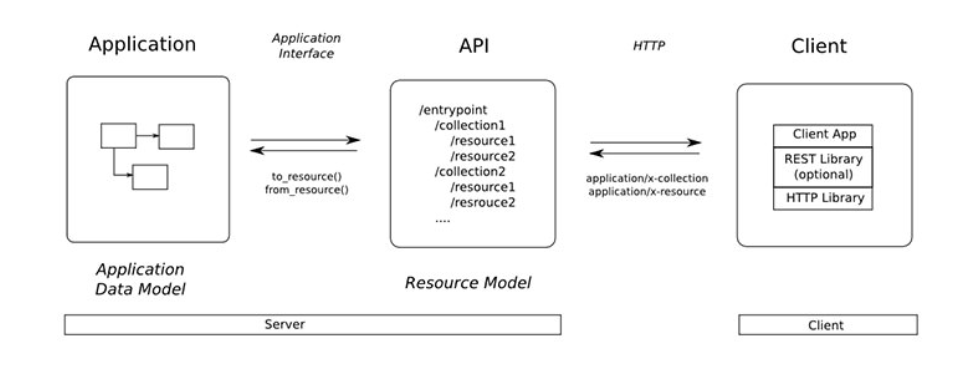 Application
Application
Interface
API
HTTP
Client
/entrypoint
/collection1
/resource1
/resource2
/collection2
/resource1
/resrouce2
....
to_resource()
from_resource()
application/x-collection
application/x-resource
Client App
REST Library
(optional)
HTTP Library
Application
Data Model
Resource Model
Server
Client